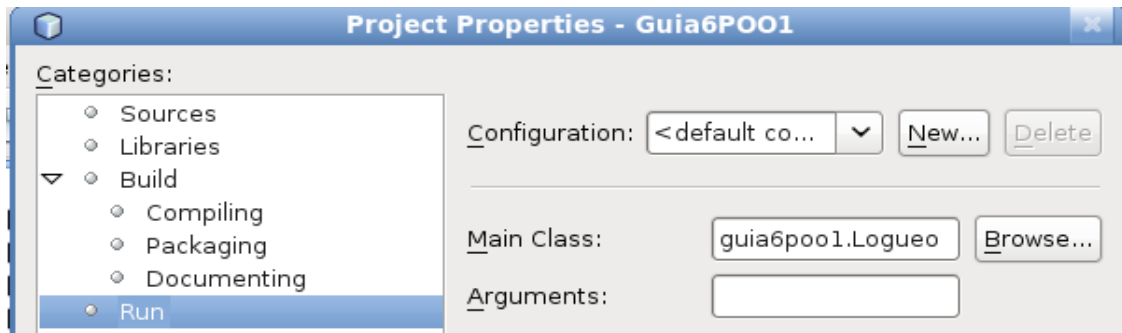 Project Properties - Guia6POO1
Categories:
Sources
Libraries
Build
Compiling
Packaging
Documenting
Run
Configuration: <default co... New... Delete
Main Class: guia6poo1.Logueo Browse...
Arguments: